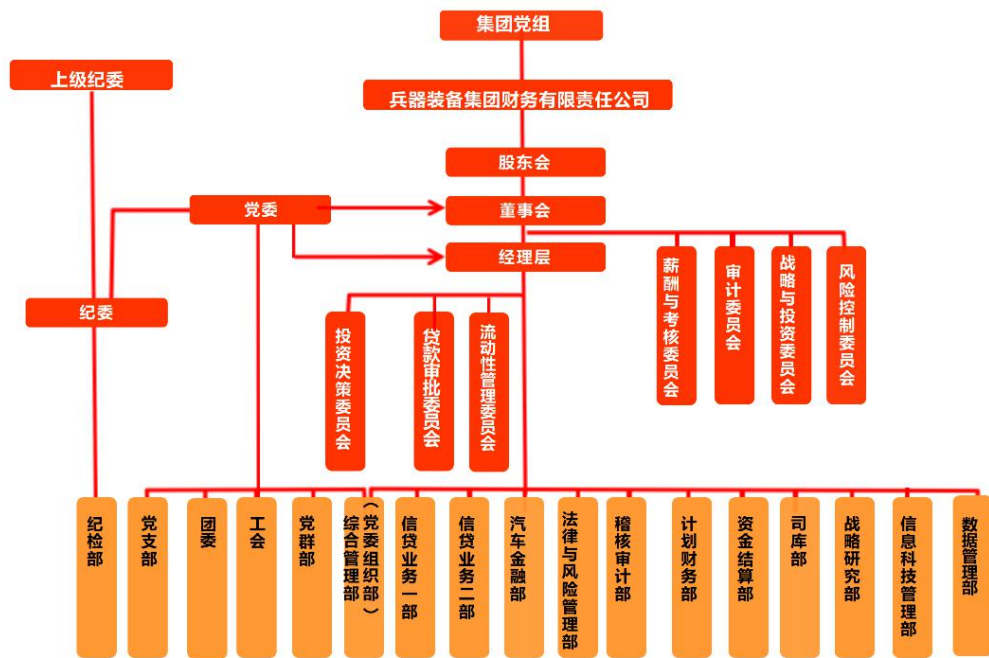 集团党组
上级纪委
兵器装备集团财务有限责任公司
股东会
党委
董事会
经理层
纪委
薪酬与考核委员会
审计委员会
战略与投资委员会
风险控制委员会
投资决策委员会
贷款审批委员会
流动性管理委员会
纪检部
党支部
团委
工会
党群部
综合管理部
（党委组织部）
信贷业务一部
信贷业务二部
汽车金融部
法律与风险管理部
稽核审计部
计划财务部
资金结算部
司库部
战略研究部
信息科技管理部
数据管理部